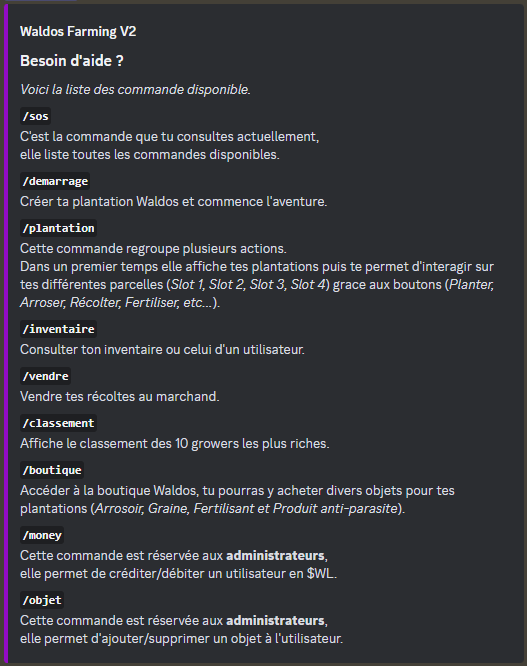 Waldos Farming V2
Besoin d'aide ?
Voici la liste des commande disponible.
/sos
C'est la commande que tu consultes actuellement,
elle liste toutes les commandes disponibles.
/demarrage
Créer ta plantation Waldos et commence l'aventure.
/plantation
Cette commande regroupe plusieurs actions.
Dans un premier temps elle affiche tes plantations puis te permet d'interagir sur
tes différentes parcelles (Slot 1, Slot 2, Slot 3, Slot 4) grace aux boutons (Planter,
Arroser, Récolter, Fertiliser, etc...).
/inventaire
Consulter ton inventaire ou celui d'un utilisateur.
/vendre
Vendre tes récoltes au marchand.
/classement
Affiche le classement des 10 growers les plus riches.
/boutique
Accéder à la boutique Waldos, tu pourras y acheter divers objets pour tes
plantations (Arrosoir, Graine, Fertilisant et Produit anti-parasite).
/money
Cette commande est réservée aux administrateurs,
elle permet de créditer/débiter un utilisateur en $WL.
/objet
Cette commande est réservée aux administrateurs,
elle permet d'ajouter/supprimer un objet à l'utilisateur.